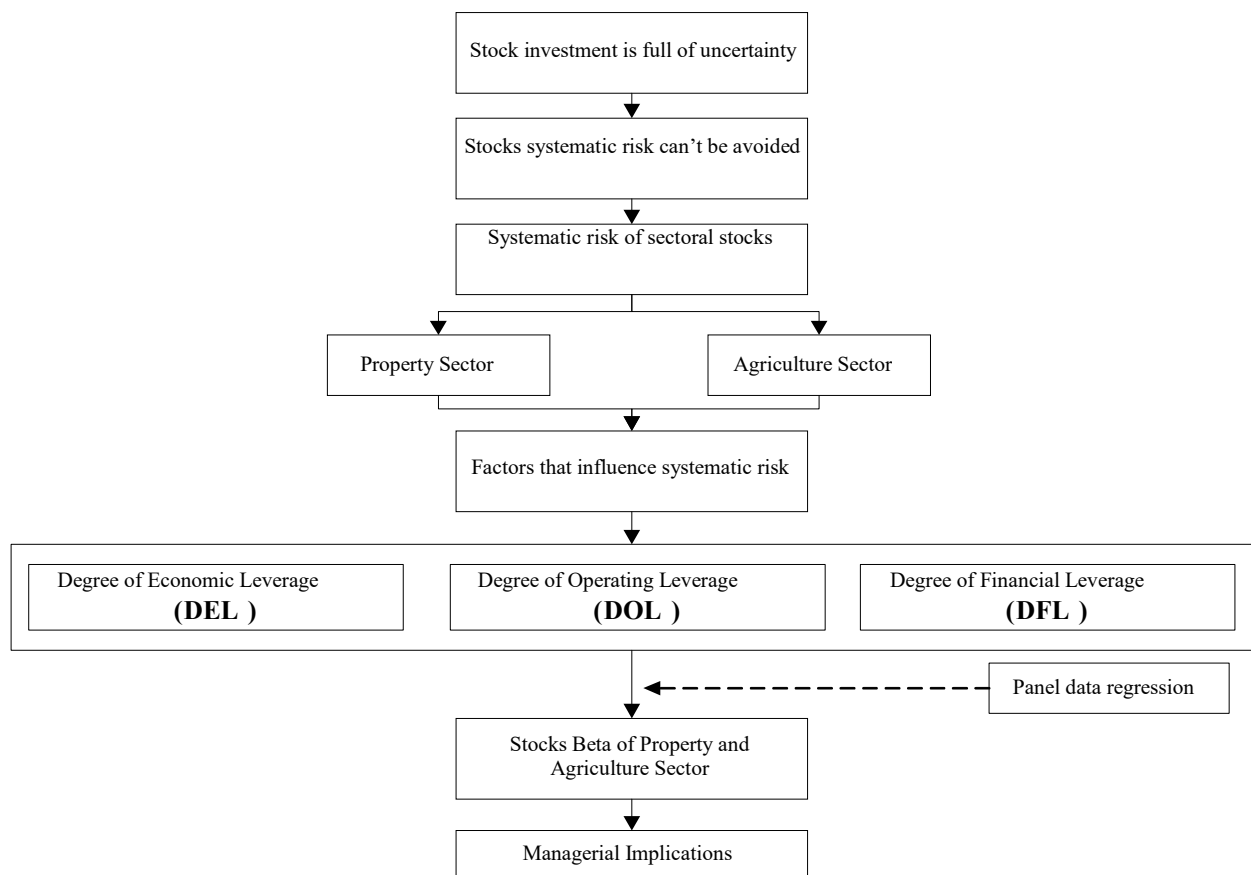 Stock investment is full of uncertainty
Stocks systematic risk can't be avoided
Systematic risk of sectoral stocks
Property Sector
Agriculture Sector
Factors that influence systematic risk
Degree of Economic Leverage
(DEL )
Degree of Operating Leverage
(DOL )
Degree of Financial Leverage
(DFL )
Panel data regression
Stocks Beta of Property and
Agriculture Sector
Managerial Implications